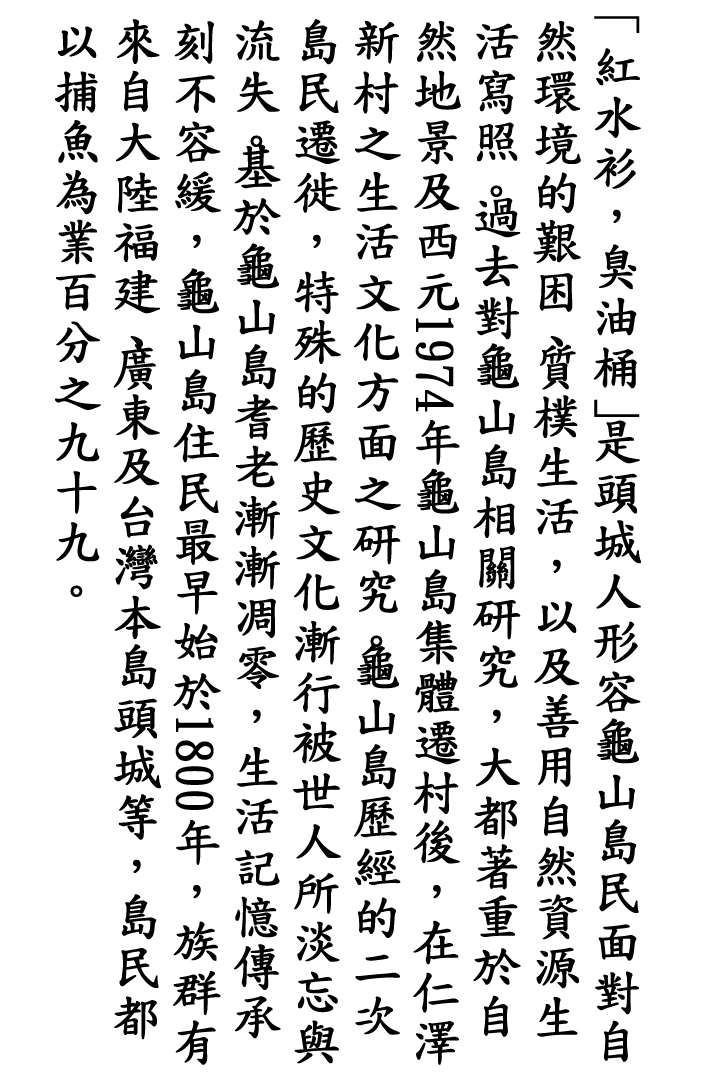 「紅水衫，臭油桶」是頭城人形容龜山島民面對自
然環境的艱困、質樸生活，以及善用自然資源生
活寫照。過去對龜山島相關研究，大都著重於自
然地景及西元1974年龜山島集體遷村後，在仁澤
新村之生活文化方面之研究。龜山島歷經的二次
島民遷徙，特殊的歷史文化漸行被世人所淡忘與
流失。基於龜山島耆老漸漸凋零，生活記憶傳承
刻不容緩，龜山島住民最早始於1800年，族群有
來自大陸福建、廣東及台灣本島頭城等，島民都
以捕魚為業百分之九十九。